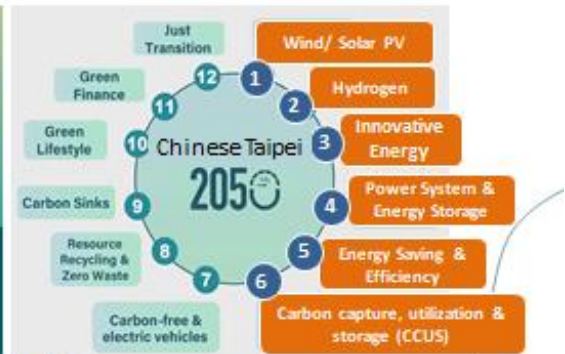 Just
Transition
12
Wind/ Solar PV
1
Green
Finance
11
Hydrogen
2
Green
Lifestyle
10
Chinese Taipei
2050
Innovative
Energy
3
Carbon Sinks
9
Power System &
Energy Storage
4
Resource
Recycling &
Zero Waste
8
Energy Saving &
Efficiency
5
Carbon-free &
electric vehicles
7
Carbon capture, utilization &
storage (CCUS)
6